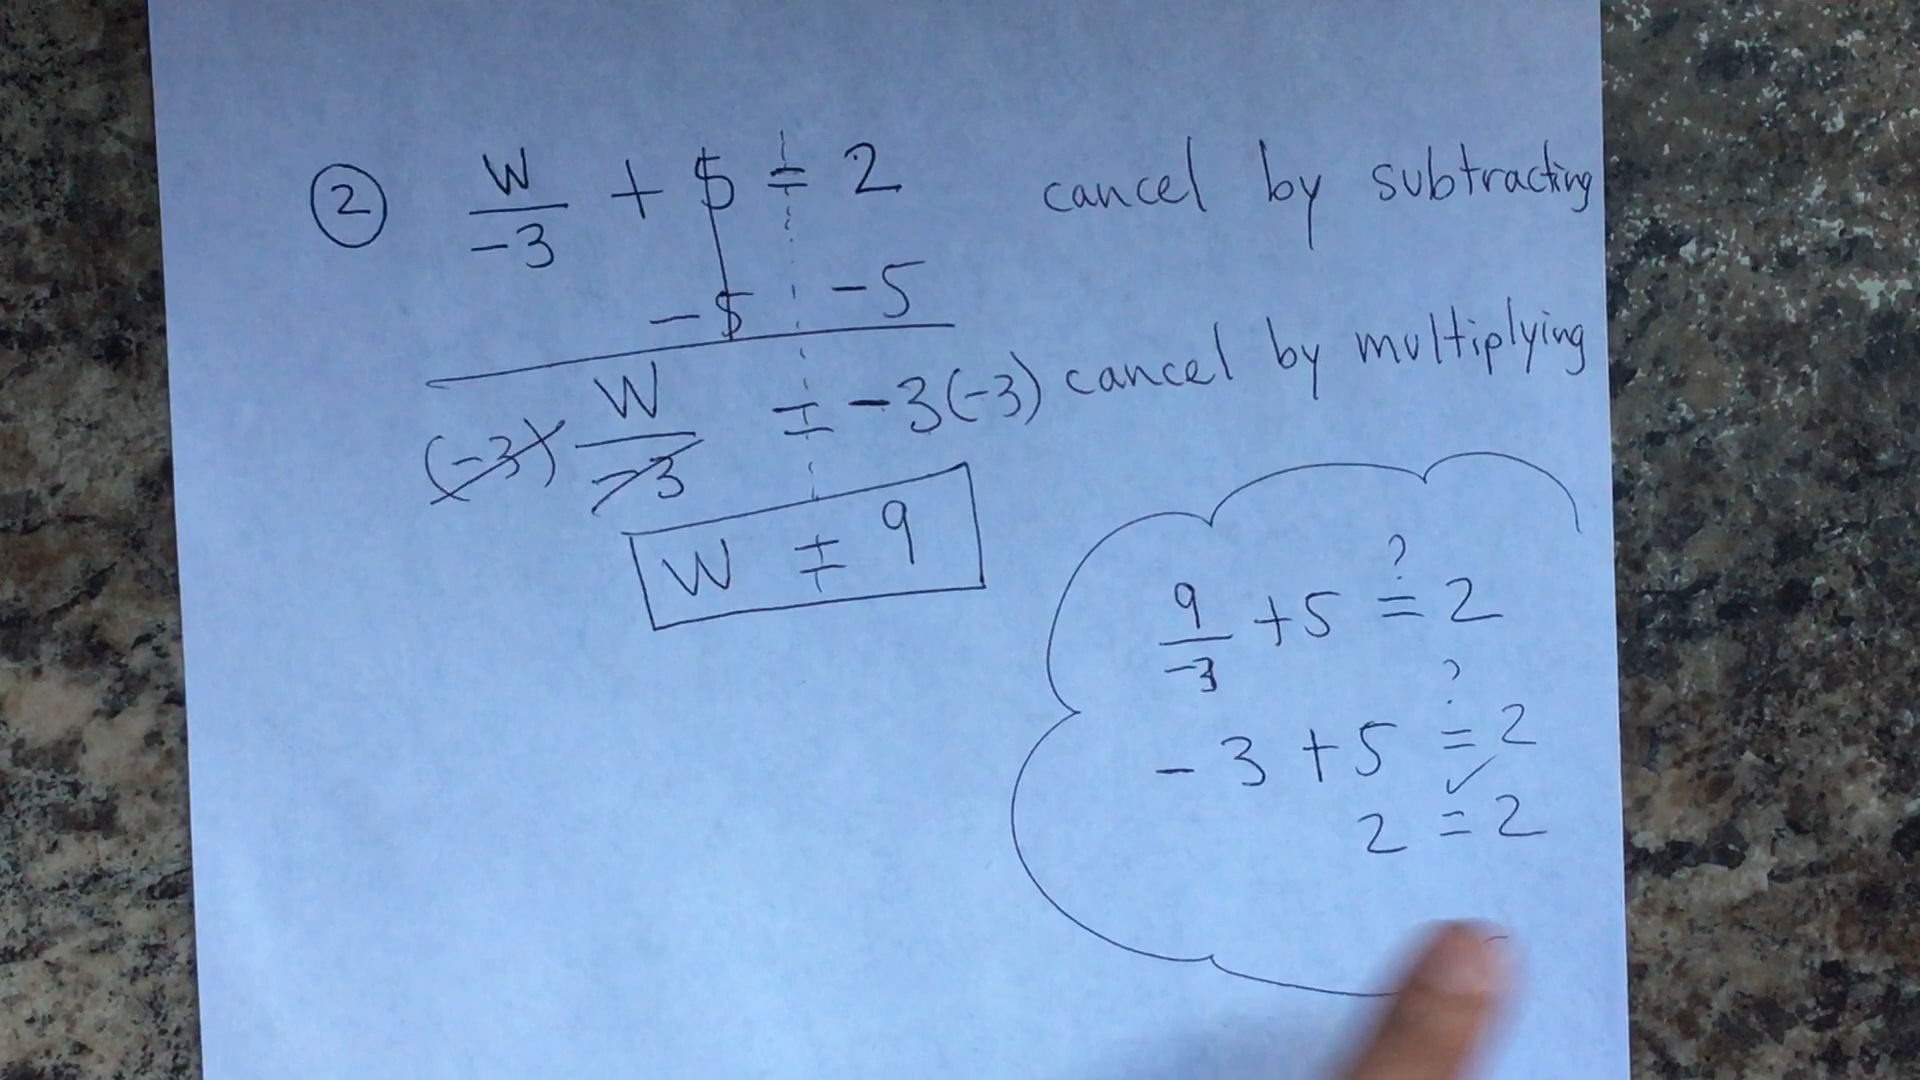 ② W/-3 + 5 = 2 cancel by subtracting
-5 -5
(-3) W/-3 = -3(-3) cancel by multiplying
W = 9
9/-3 +5 ?= 2
-3 +5 ?= 2
2 =✓ 2